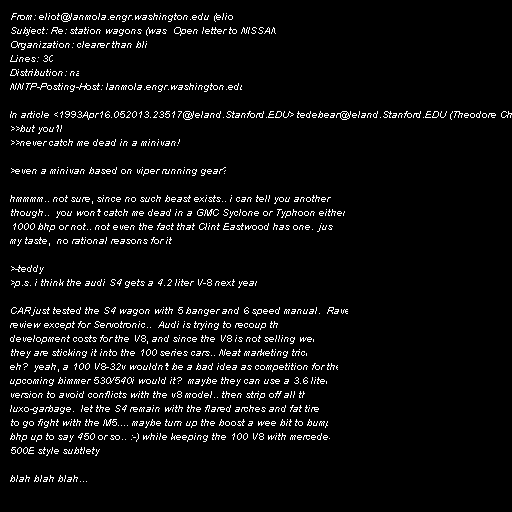 From: eliot@lanmola.engr.washington.edu (elio
Subject: Re: station wagons (was Open letter to NISSAN
Organization: clearer than bli
Lines: 30
Distribution: na
NNTP-Posting-Host: lanmola.engr.washington.edu
In article <1993Apr16.052013.23517@leland.Stanford.EDU> tedebear@leland.Stanford.EDU (Theodore Ch
>>but you'll
>>never catch me dead in a minivan!
>even a minivan based on viper running gear?
hmmmm.. not sure, since no such beast exists.. i can tell you another
though.. you won't catch me dead in a GMC Syclone or Typhoon either
1000 bhp or not.. not even the fact that Clint Eastwood has one. jus
my taste, no rational reasons for it
>-teddy
>p.s. i think the audi S4 gets a 4.2 liter V-8 next year
CAR just tested the S4 wagon with 5 banger and 6 speed manual. Rave
review except for Servotronic.. Audi is trying to recoup th
development costs for the V8, and since the V8 is not selling wel
they are sticking it into the 100 series cars.. Neat marketing tric
eh? yeah, a 100 V8-32v wouldn't be a bad idea as competition for the
upcoming bimmer 530/540i would it? maybe they can use a 3.6 liter
version to avoid conflicts with the v8 model.. then strip off all th
luxo-garbage. let the S4 remain with the flared arches and fat tire
to go fight with the M5.... maybe turn up the boost a wee bit to bump
bhp up to say 450 or so.. :-) while keeping the 100 V8 with mercede
500E style subtlety
blah blah blah...